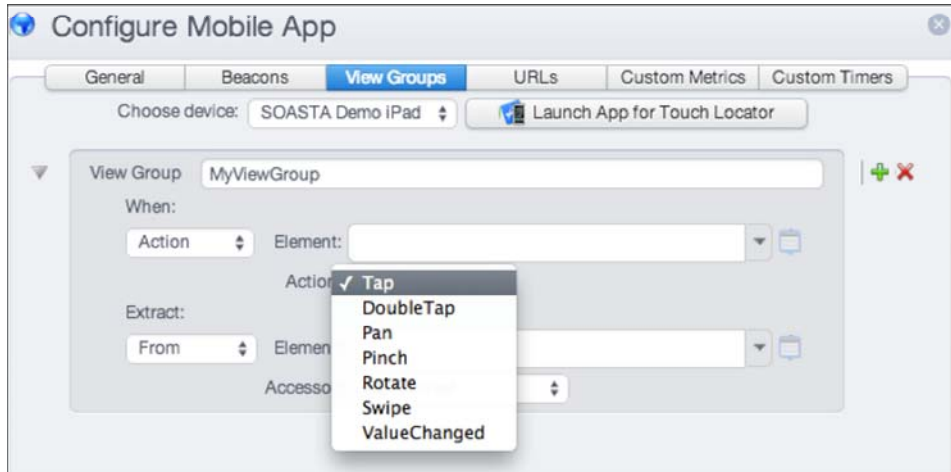 Configure Mobile App
General Beacons View Groups URLs Custom Metrics Custom Timers
Choose device: SOASTA Demo iPad Launch App for Touch Locator
View Group MyViewGroup
When:
Action Element:
Action
✓ Tap
DoubleTap
Pan
Pinch
Rotate
Swipe
ValueChanged
Extract:
From Elemen
Accesso